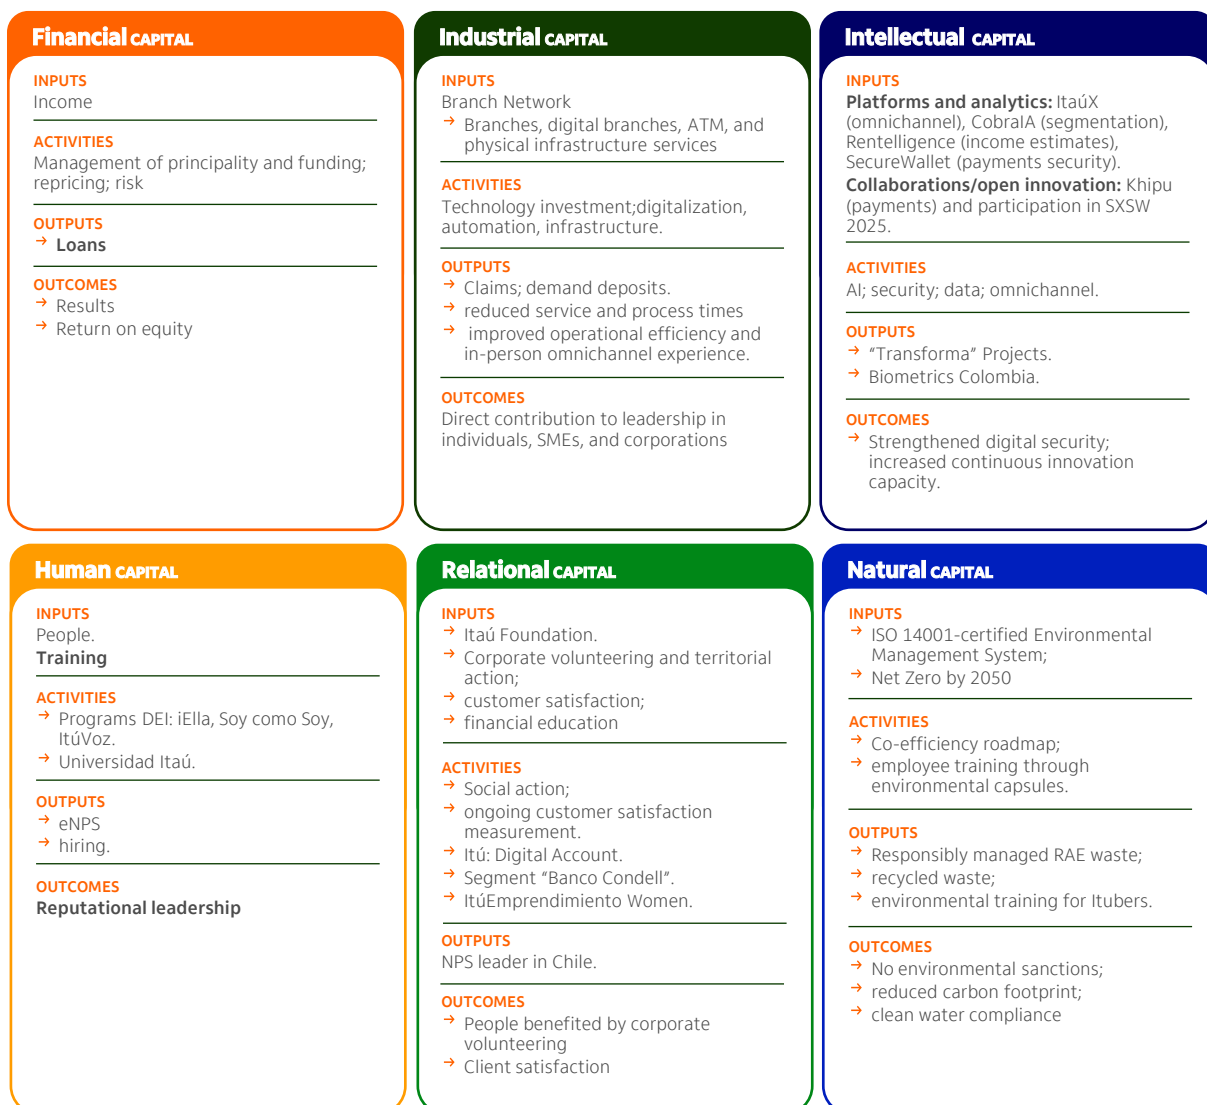 Financial CAPITAL
INPUTS
Income
ACTIVITIES
Management of principality and funding;
repricing; risk
OUTPUTS
→ Loans
OUTCOMES
→ Results
→ Return on equity
Industrial CAPITAL
INPUTS
Branch Network
→ Branches, digital branches, ATM, and
physical infrastructure services
ACTIVITIES
Technology investment;digitalization,
automation, infrastructure.
OUTPUTS
→ Claims; demand deposits.
→ reduced service and process times
→ improved operational efficiency and
in-person omnichannel experience.
OUTCOMES
Direct contribution to leadership in
individuals, SMEs, and corporations
Intellectual CAPITAL
INPUTS
Platforms and analytics: ItaúX
(omnichannel), CobraIA (segmentation),
Rentelligence (income estimates),
SecureWallet (payments security).
Collaborations/open innovation: Khipu
(payments) and participation in SXSW
2025.
ACTIVITIES
AI; security; data; omnichannel.
OUTPUTS
→ "Transforma" Projects.
→ Biometrics Colombia.
OUTCOMES
→ Strengthened digital security;
increased continuous innovation
capacity.
Human CAPITAL
INPUTS
People.
Training
ACTIVITIES
→ Programs DEI: iElla, Soy como Soy,
ItúVoz.
→ Universidad Itaú.
OUTPUTS
→ eNPS
→ hiring.
OUTCOMES
Reputational leadership
Relational CAPITAL
INPUTS
→ Itaú Foundation.
→ Corporate volunteering and territorial
action;
→ customer satisfaction;
→ financial education
ACTIVITIES
→ Social action;
→ ongoing customer satisfaction
measurement.
→ Itú: Digital Account.
→ Segment "Banco Condell".
→ ItúEmprendimiento Women.
OUTPUTS
NPS leader in Chile.
OUTCOMES
→ People benefited by corporate
volunteering
→ Client satisfaction
Natural CAPITAL
INPUTS
→ ISO 14001-certified Environmental
Management System;
→ Net Zero by 2050
ACTIVITIES
→ Co-efficiency roadmap;
→ employee training through
environmental capsules.
OUTPUTS
→ Responsibly managed RAE waste;
→ recycled waste;
→ environmental training for Itubers.
OUTCOMES
→ No environmental sanctions;
→ reduced carbon footprint;
→ clean water compliance